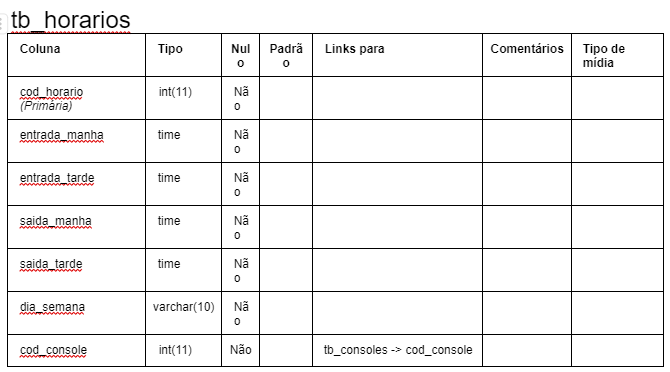 tb_horarios
Coluna Tipo Nul o Padrã o Links para Comentários Tipo de mídia
cod_horario (Primária) int(11) Nã o
entrada_manha time Nã o
entrada_tarde time Nã o
saida_manha time Nã o
saida_tarde time Nã o
dia_semana varchar(10) Nã o
cod_console int(11) Não tb_consoles -> cod_console